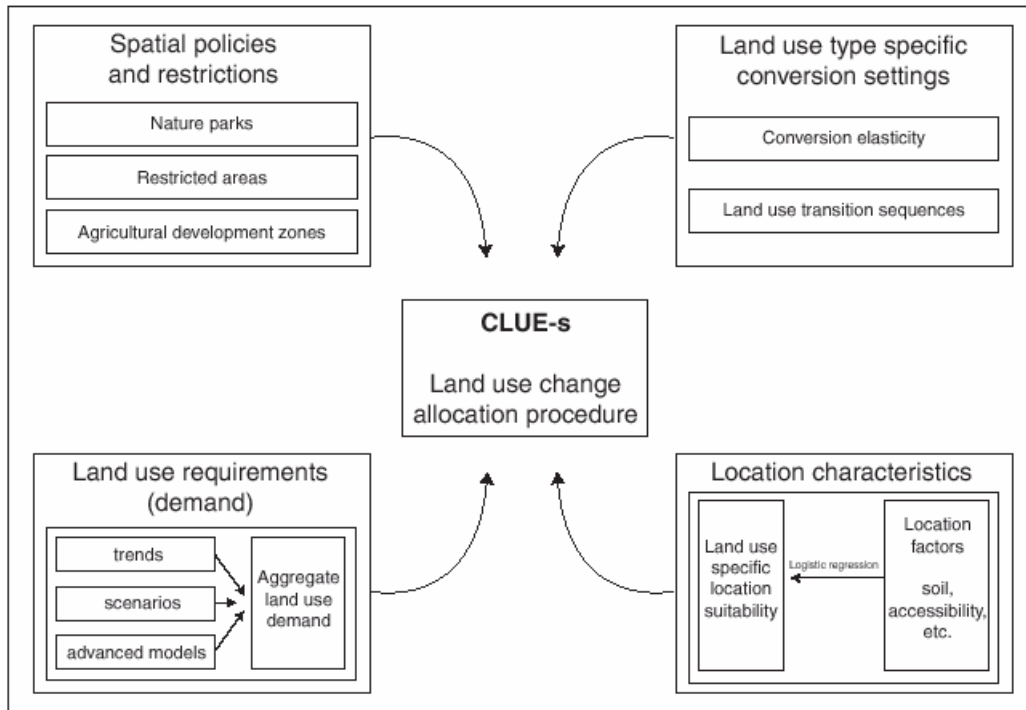 Spatial policies
and restrictions
Nature parks
Restricted areas
Agricultural development zones
Land use type specific
conversion settings
Conversion elasticity
Land use transition sequences
CLUE-s
Land use change
allocation procedure
Land use requirements
(demand)
trends
scenarios
advanced models
Aggregate
land use
demand
Location characteristics
Land use
specific
location
suitability
Logistic regression
Location
factors
soil,
accessibility,
etc.